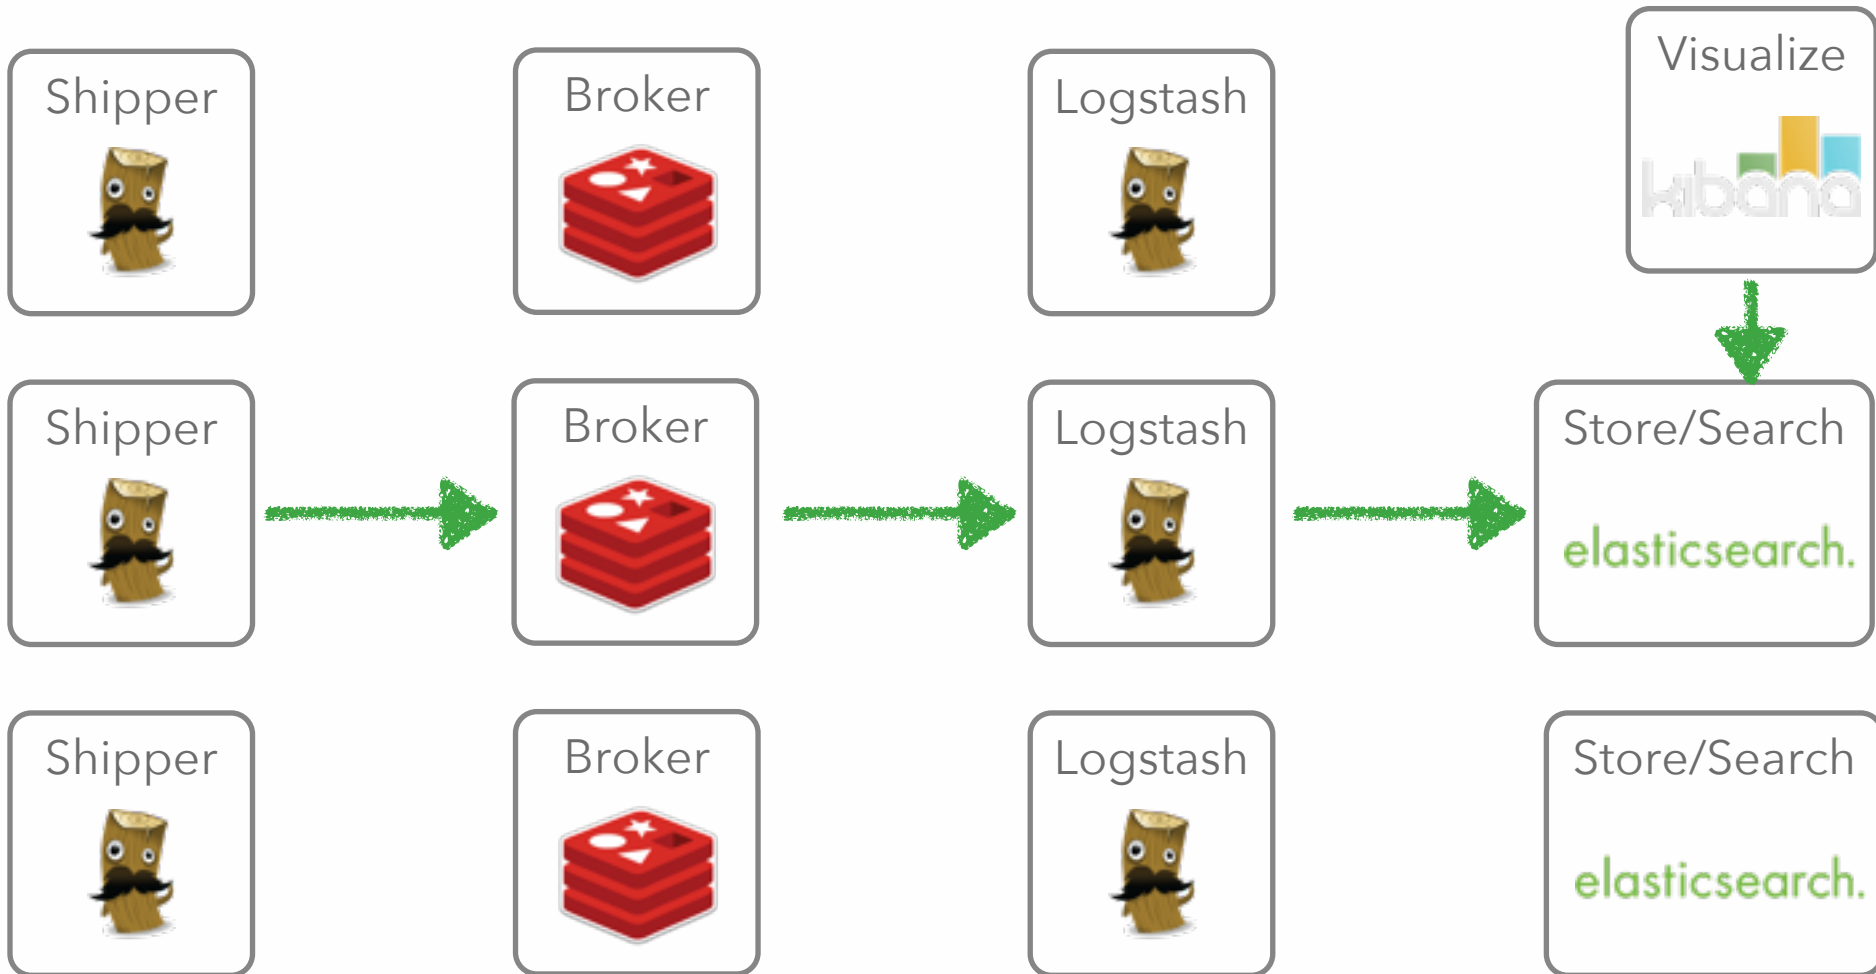 Visualize
kibana
Shipper
Broker
Logstash
Shipper
Broker
Logstash
Store/Search
elasticsearch.
Shipper
Broker
Logstash
Store/Search
elasticsearch.